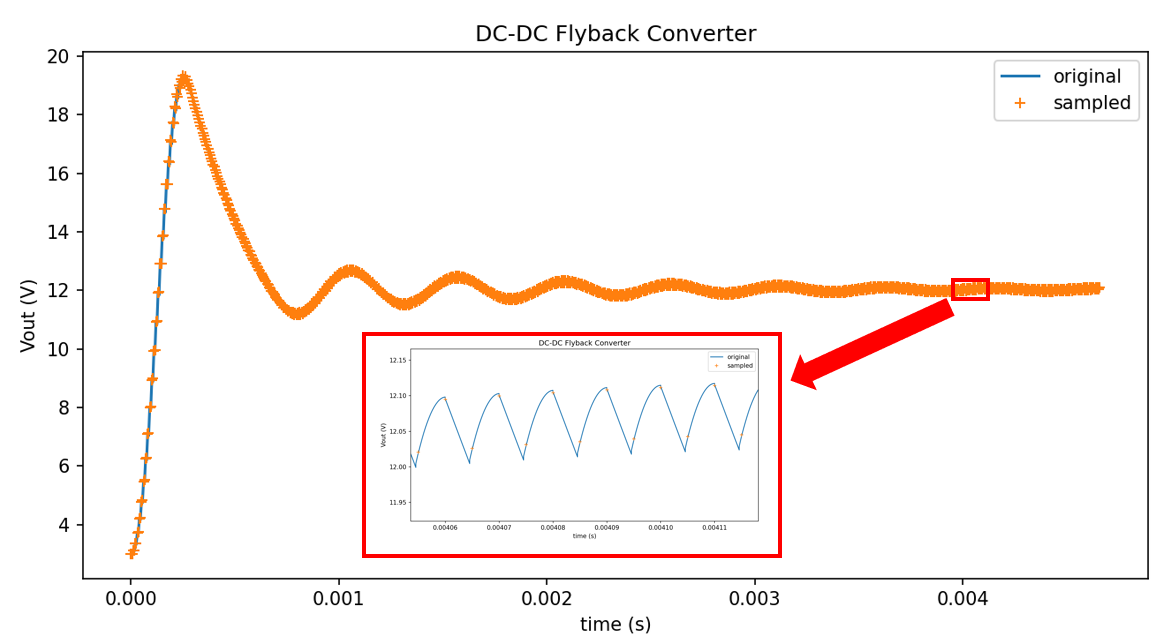 DC-DC Flyback Converter
20
18
16
14
12
10
8
6
4
Vout (V)
original
sampled
DC-DC Flyback Converter
original
sampled
12.15
12.10
12.05
12.00
11.95
Vout (V)
0.00406 0.00407 0.00408 0.00409 0.00410 0.00411
time (s)
0.000 0.001 0.002 0.003 0.004
time (s)